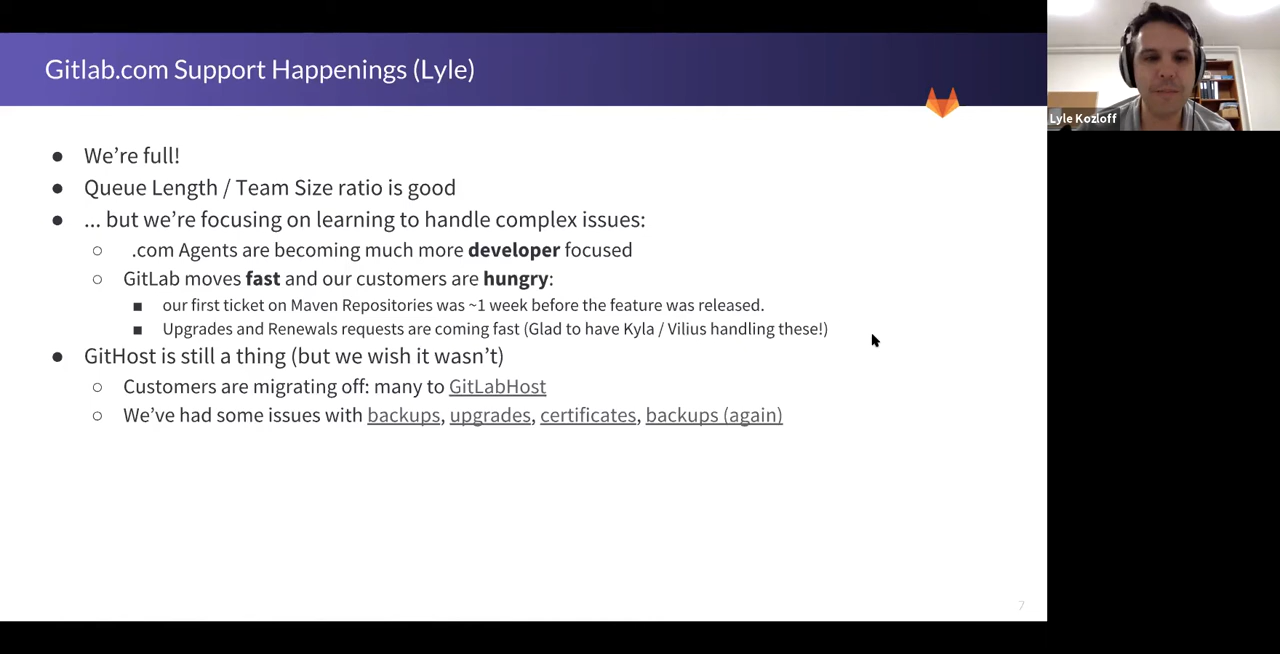 Gitlab.com Support Happenings (Lyle)
Lyle Kozloff
● We’re full!
● Queue Length / Team Size ratio is good
● ... but we’re focusing on learning to handle complex issues:
○ .com Agents are becoming much more developer focused
○ GitLab moves fast and our customers are hungry:
■ our first ticket on Maven Repositories was ~1 week before the feature was released.
■ Upgrades and Renewals requests are coming fast (Glad to have Kyla / Vilius handling these!)
● GitHost is still a thing (but we wish it wasn’t)
○ Customers are migrating off: many to GitLabHost
○ We’ve had some issues with backups, upgrades, certificates, backups (again)
7